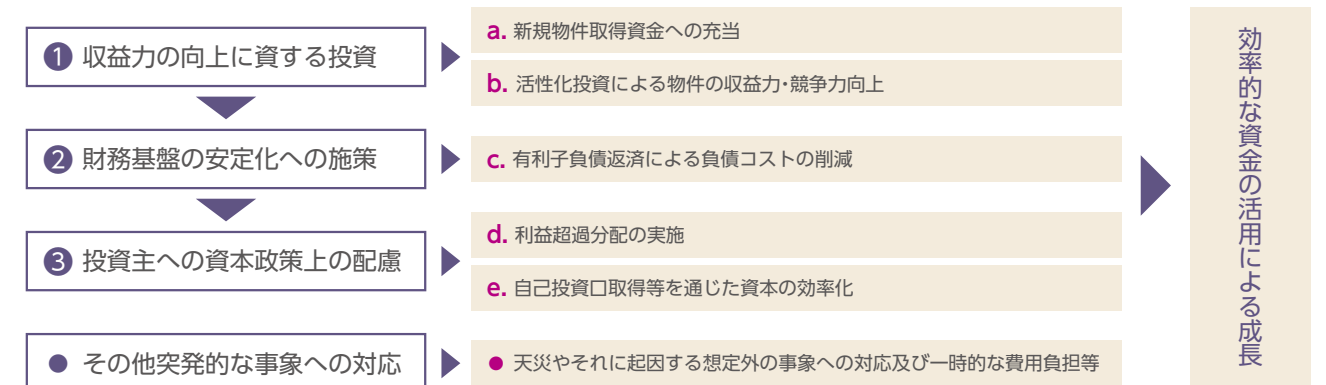 ❶ 収益力の向上に資する投資
a. 新規物件取得資金への充当
b. 活性化投資による物件の収益力・競争力向上
❷ 財務基盤の安定化への施策
c. 有利子負債返済による負債コストの削減
❸ 投資主への資本政策上の配慮
d. 利益超過分配の実施
e. 自己投資口取得等を通じた資本の効率化
● その他突発的な事象への対応
● 天災やそれに起因する想定外の事象への対応及び一時的な費用負担等
効率的な資金の活用による成長